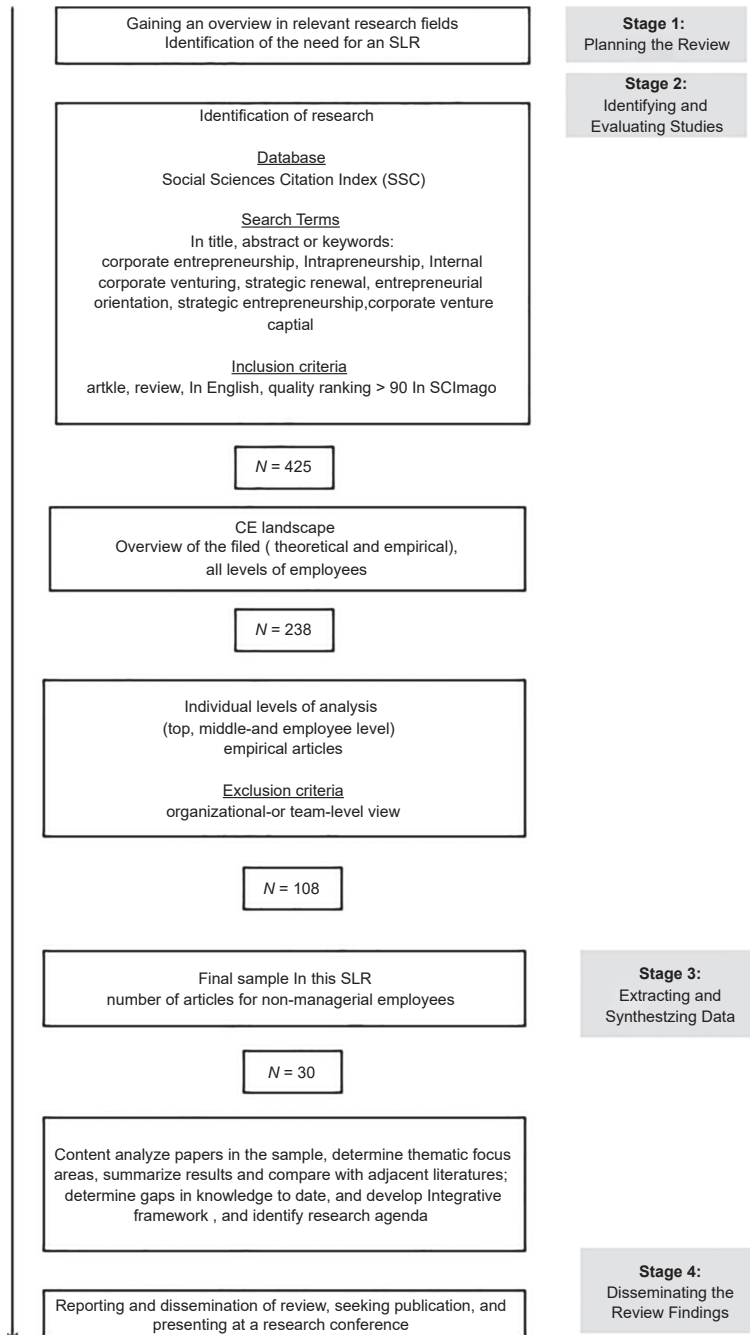 Gaining an overview in relevant research fields
Identification of the need for an SLR
Stage 1:
Planning the Review
Stage 2:
Identifying and
Evaluating Studies
Identification of research
Database
Social Sciences Citation Index (SSC)
Search Terms
In title, abstract or keywords:
corporate entrepreneurship, Intrapreneurship, Internal
corporate venturing, strategic renewal, entrepreneurial
orientation, strategic entrepreneurship,corporate venture
captial
Inclusion criteria
artkle, review, In English, quality ranking > 90 In SCImago
N = 425
CE landscape
Overview of the filed ( theoretical and empirical),
all levels of employees
N = 238
Individual levels of analysis
(top, middle-and employee level)
empirical articles
Exclusion criteria
organizational-or team-level view
N = 108
Final sample In this SLR
number of articles for non-managerial employees
Stage 3:
Extracting and
Synthestzing Data
N = 30
Content analyze papers in the sample, determine thematic focus
areas, summarize results and compare with adjacent literatures;
determine gaps in knowledge to date, and develop Integrative
framework , and identify research agenda
Stage 4:
Disseminating the
Review Findings
Reporting and dissemination of review, seeking publication, and
presenting at a research conference